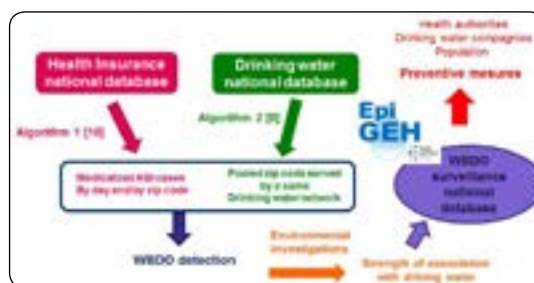 Health Insurance
national database
Drinking water
national database
Health authorities
Drinking water compagnies
Population
Preventive mesures
Algorithm 1 [10]
Algorithm 2 [9]
Epi
GEH
Medicalized AGI cases
By day and by zip code
Pooled zip code served
by a same
Drinking water network
WBDO
surveillance
national
database
WBDO detection
Environmental
investigations
Strength of association
with drinking water